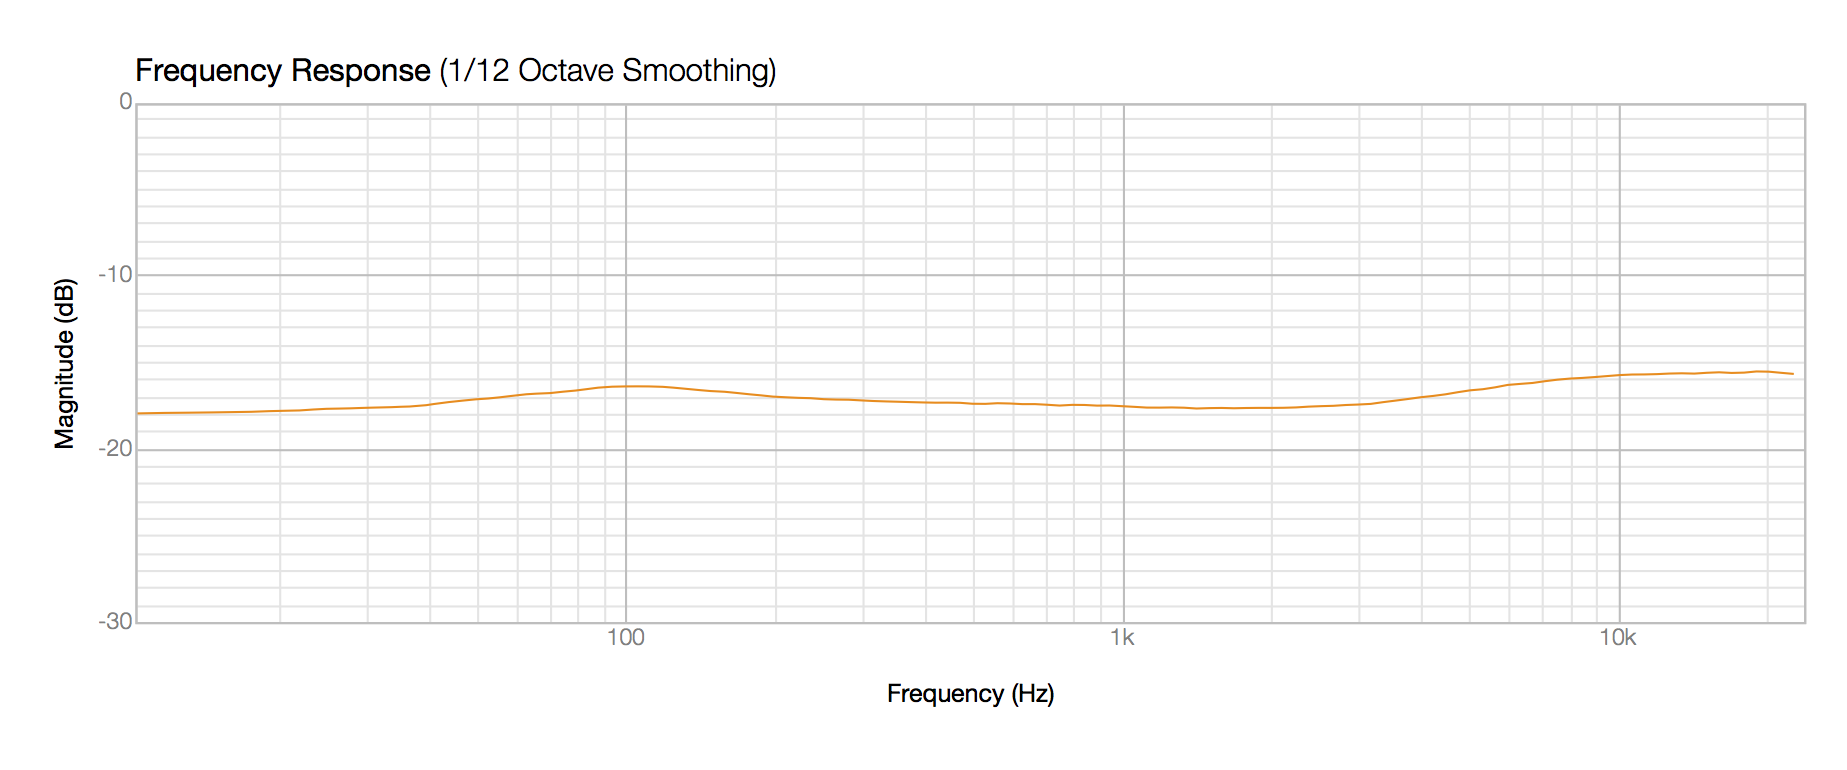 Frequency Response (1/12 Octave Smoothing)
0
-10
-20
-30
Magnitude (dB)
100
1k
10k
Frequency (Hz)